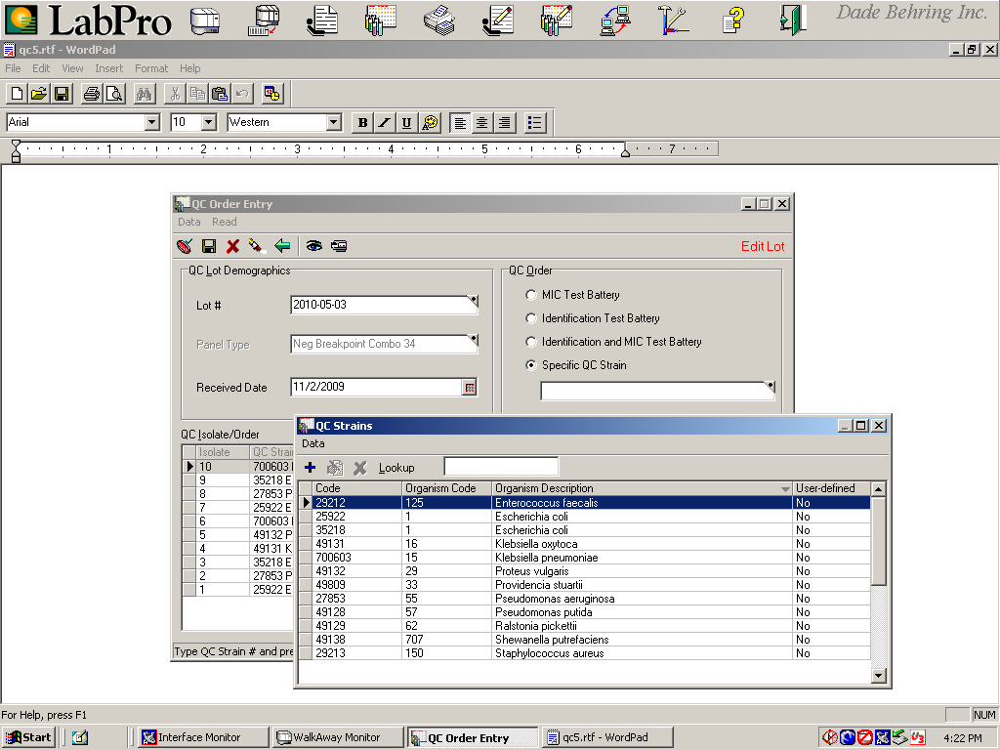 LabPro
Dade Behring Inc.
qc5.rtf - WordPad
File Edit View Insert Format Help
Arial 10 Western B I U
1 2 3 4 5 6 7
QC Order Entry
Data Read
Edit Lot
QC Lot Demographics
Lot # 2010-05-03
Panel Type Neg Breakpoint Combo 34
Received Date 11/2/2009
QC Order
MIC Test Battery
Identification Test Battery
Identification and MIC Test Battery
Specific QC Strain
QC Isolate/Order
Isolate QC Strain
10 700603
9 35218 E
8 27853 P
7 25922 E
6 700603
5 49132 P
4 49131 K
3 35218 E
2 27853 P
1 25922 E
Type QC Strain # and pre
QC Strains
Data
Lookup
Code Organism Code Organism Description User-defined
29212 125 Enterococcus faecalis No
25922 1 Escherichia coli No
35218 1 Escherichia coli No
49131 16 Klebsiella oxytoca No
700603 15 Klebsiella pneumoniae No
49132 29 Proteus vulgaris No
49809 33 Providencia stuartii No
27853 55 Pseudomonas aeruginosa No
49128 57 Pseudomonas putida No
49129 62 Ralstonia pickettii No
49138 707 Shewanella putrefaciens No
29213 150 Staphylococcus aureus No
For Help, press F1 NUM
Start Interface Monitor WalkAway Monitor QC Order Entry qc5.rtf - WordPad 4:22 PM